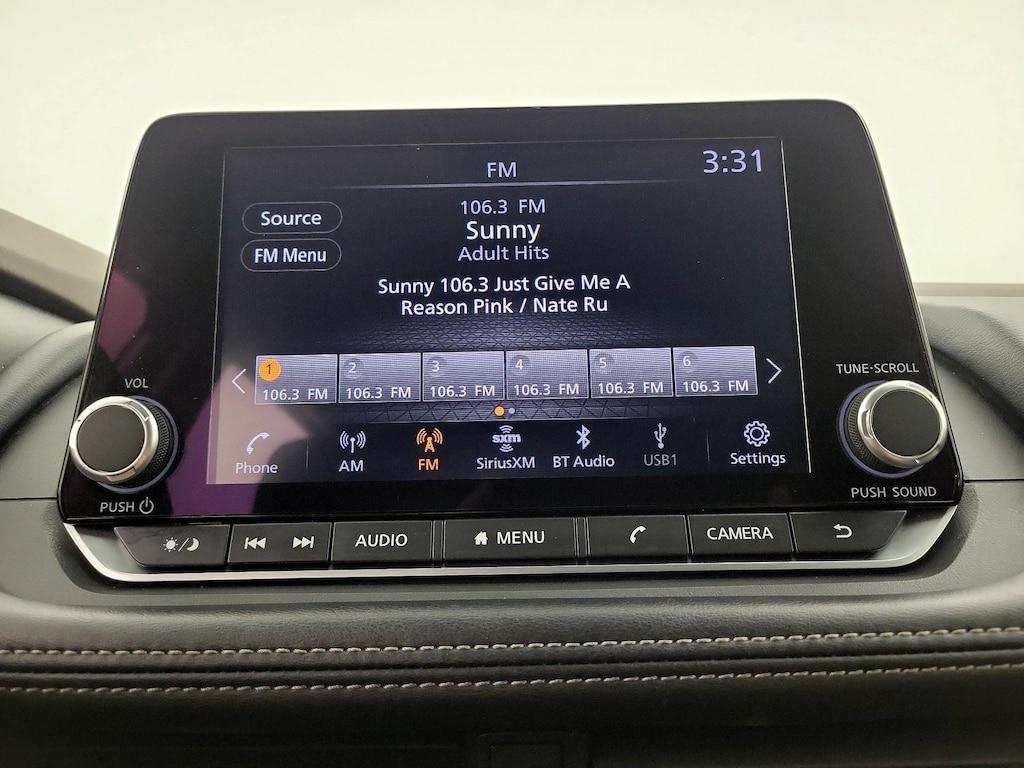 FM
3:31
Source
106.3 FM
Sunny
FM Menu
Adult Hits
Sunny 106.3 Just Give Me A
Reason Pink / Nate Ru
1
106.3 FM
2
106.3 FM
3
106.3 FM
4
106.3 FM
5
106.3 FM
6
106.3 FM
VOL
TUNE·SCROLL
Phone
AM
FM
sxm
SiriusXM
BT Audio
USB1
Settings
PUSH
PUSH SOUND
AUDIO
MENU
CAMERA